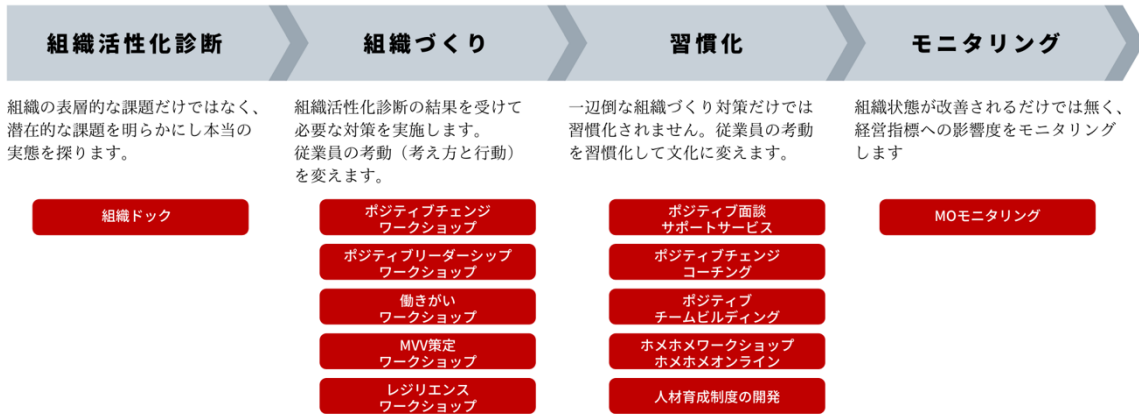 組織活性化診断
組織づくり
習慣化
モニタリング
組織の表層的な課題だけではなく、
潜在的な課題を明らかにし本当の
実態を探ります。
組織活性化診断の結果を受けて
必要な対策を実施します。
従業員の考動（考え方と行動）
を変えます。
一辺倒な組織づくり対策だけでは
習慣化されません。従業員の考動
を習慣化して文化に変えます。
組織状態が改善されるだけでは無く、
経営指標への影響度をモニタリング
します
組織ドック
ポジティブチェンジ
ワークショップ
ポジティブリーダーシップ
ワークショップ
働きがい
ワークショップ
MVV策定
ワークショップ
レジリエンス
ワークショップ
ポジティブ面談
サポートサービス
ポジティブチェンジ
コーチング
ポジティブ
チームビルディング
ホメホメワークショップ
ホメホメオンライン
人材育成制度の開発
MOモニタリング